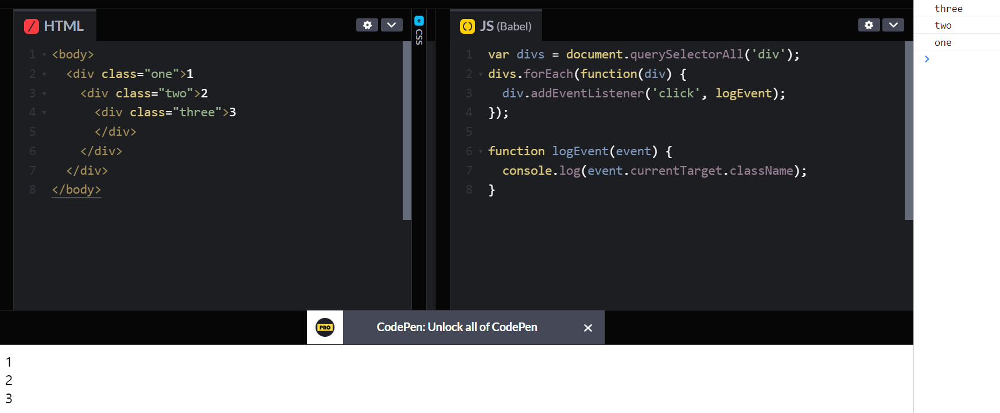 HTML
1 <body>
2 <div class="one">1
3 <div class="two">2
4 <div class="three">3
5 </div>
6 </div>
7 </div>
8 </body>
* CSS
JS (Babel)
1 var divs = document.querySelectorAll('div');
2 divs.forEach(function(div) {
3 div.addEventListener('click', logEvent);
4 });
5
6 function logEvent(event) {
7 console.log(event.currentTarget.className);
8 }
three
two
one
PRO CodePen: Unlock all of CodePen
1
2
3